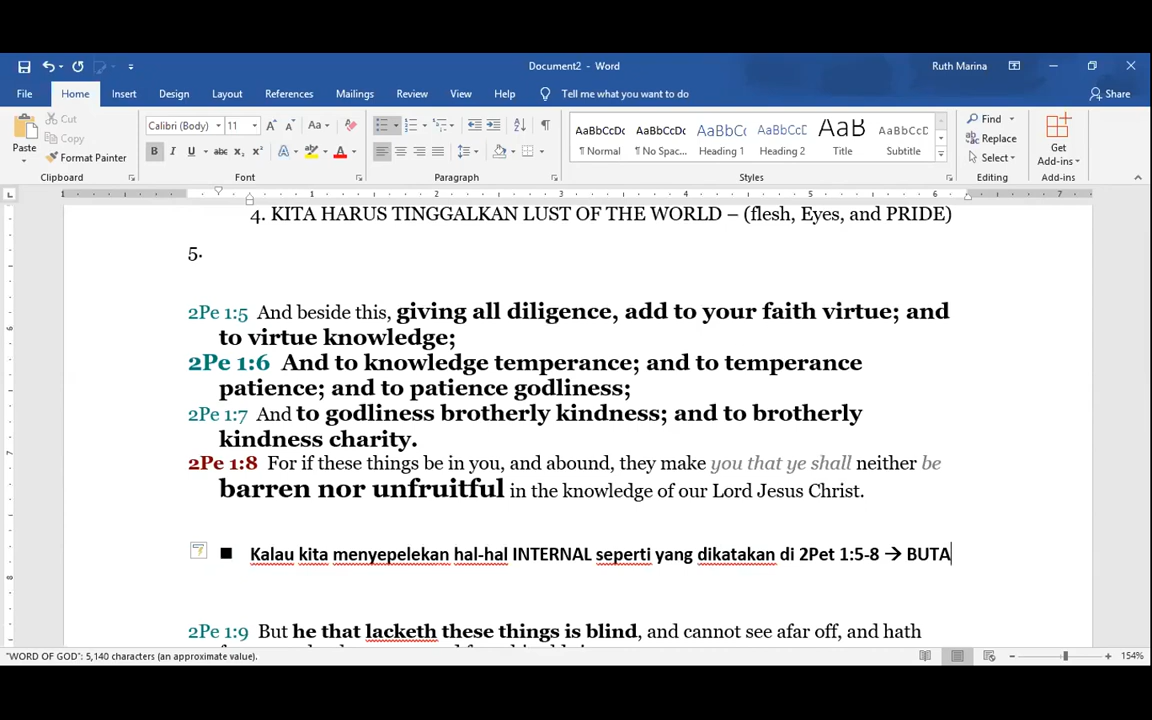 Document2 - Word
Ruth Marina
File Home Insert Design Layout References Mailings Review View Help Tell me what you want to do Share
Cut
Copy
Paste
Format Painter
Clipboard
Calibri (Body) 11
Font
Paragraph
AaBbCcDc AaBbCcDc AaBbCc AaBbCcD AaB AaBbCcD
¶ Normal ¶ No Spac... Heading 1 Heading 2 Title Subtitle
Styles
Find
Replace
Select
Editing
Get
Add-ins
Add-ins
4. KITA HARUS TINGGALKAN LUST OF THE WORLD – (flesh, Eyes, and PRIDE)
5.
2Pe 1:5 And beside this, giving all diligence, add to your faith virtue; and
to virtue knowledge;
2Pe 1:6 And to knowledge temperance; and to temperance
patience; and to patience godliness;
2Pe 1:7 And to godliness brotherly kindness; and to brotherly
kindness charity.
2Pe 1:8 For if these things be in you, and abound, they make you that ye shall neither be
barren nor unfruitful in the knowledge of our Lord Jesus Christ.
■ Kalau kita menyepelekan hal-hal INTERNAL seperti yang dikatakan di 2Pet 1:5-8 → BUTA
2Pe 1:9 But he that lacketh these things is blind, and cannot see afar off, and hath
"WORD OF GOD": 5,140 characters (an approximate value).
154%